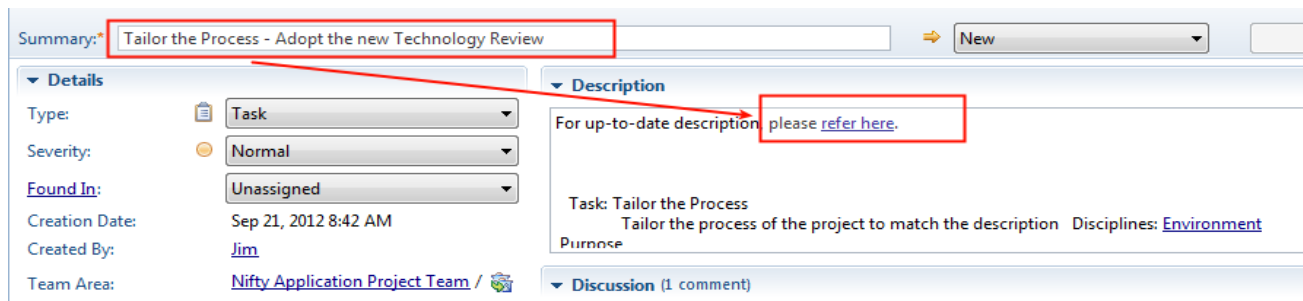 Summary:* Tailor the Process - Adopt the new Technology Review New
Details
Type: Task
Severity: Normal
Found In: Unassigned
Creation Date: Sep 21, 2012 8:42 AM
Created By: Jim
Team Area: Nifty Application Project Team /
Description
For up-to-date description, please refer here.
Task: Tailor the Process
Tailor the process of the project to match the description Disciplines: Environment
Purpose
Discussion (1 comment)